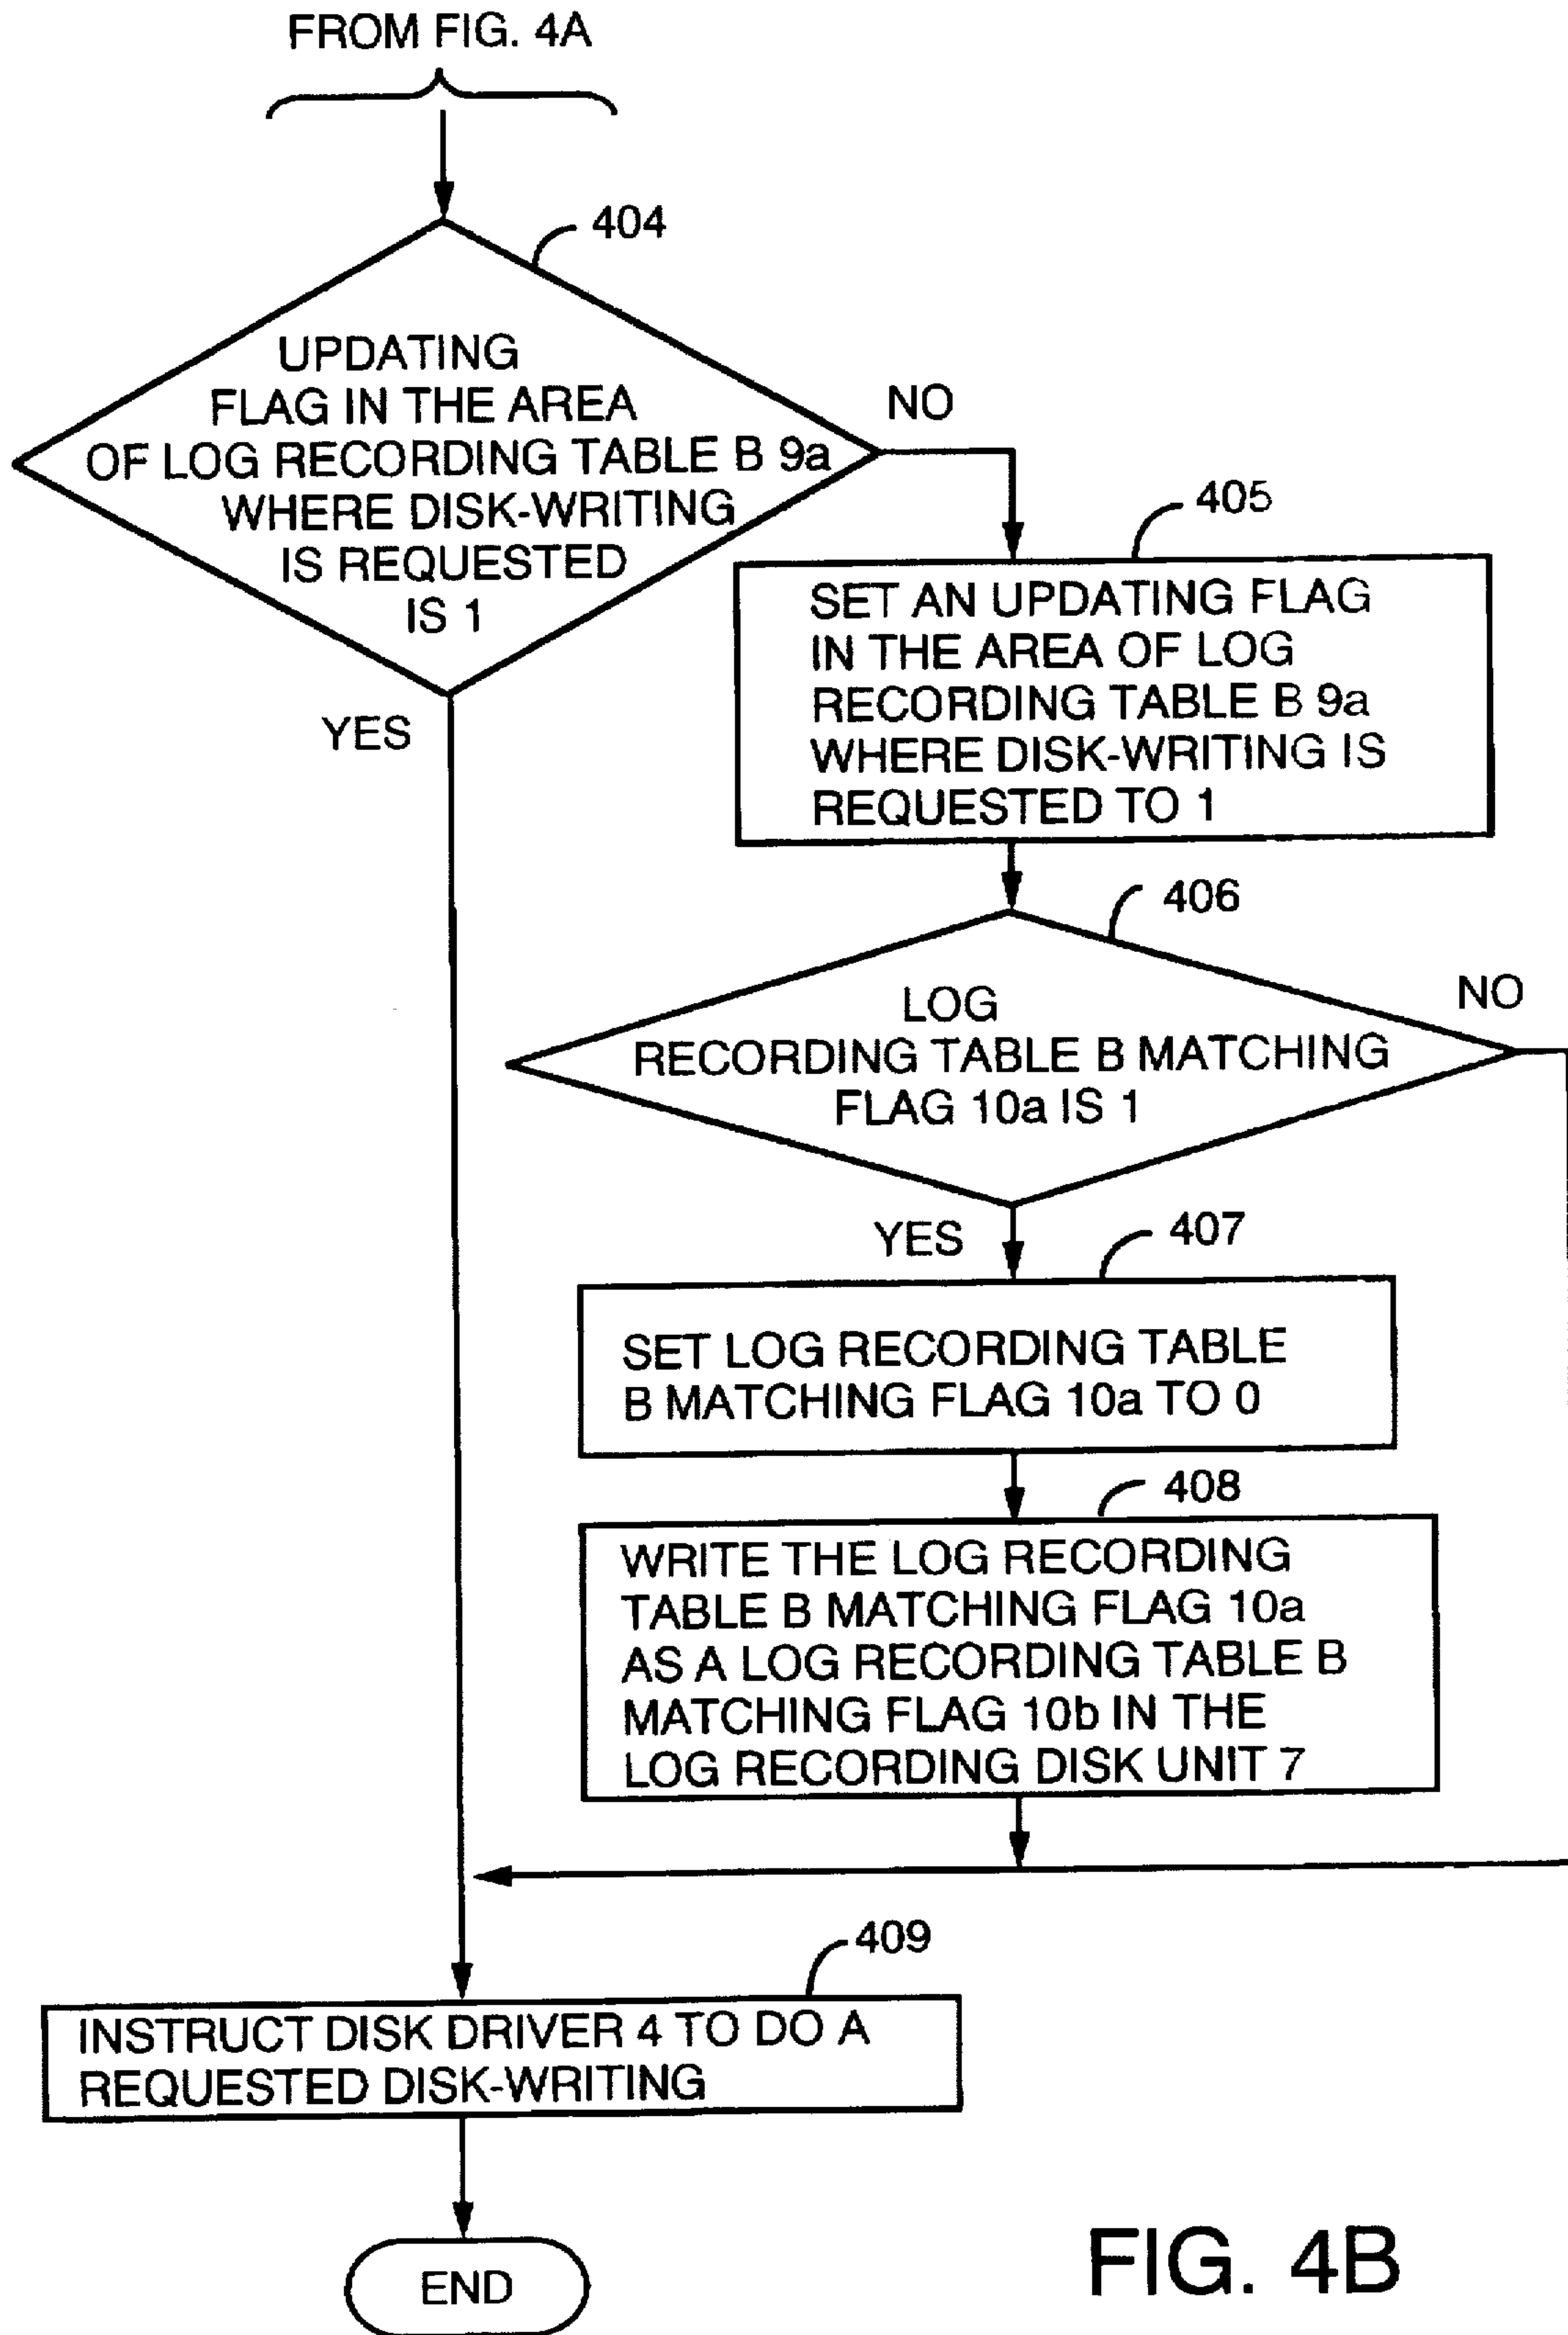 FROM FIG. 4A
404
UPDATING
FLAG IN THE AREA
OF LOG RECORDING TABLE B 9a
WHERE DISK-WRITING
IS REQUESTED
IS 1
NO
YES
405
SET AN UPDATING FLAG
IN THE AREA OF LOG
RECORDING TABLE B 9a
WHERE DISK-WRITING IS
REQUESTED TO 1
406
LOG
RECORDING TABLE B MATCHING
FLAG 10a IS 1
NO
YES
407
SET LOG RECORDING TABLE
B MATCHING FLAG 10a TO 0
408
WRITE THE LOG RECORDING
TABLE B MATCHING FLAG 10a
AS A LOG RECORDING TABLE B
MATCHING FLAG 10b IN THE
LOG RECORDING DISK UNIT 7
409
INSTRUCT DISK DRIVER 4 TO DO A
REQUESTED DISK-WRITING
END
FIG. 4B